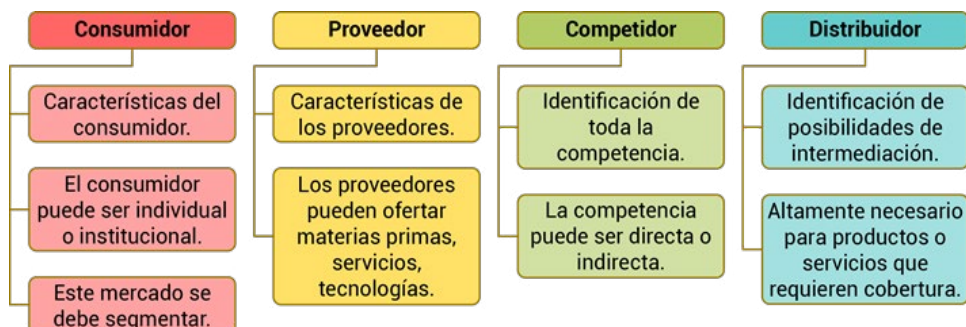 Consumidor
Características del
consumidor.
El consumidor
puede ser individual
o institucional.
Este mercado se
debe segmentar.
Proveedor
Características de
los proveedores.
Los proveedores
pueden ofertar
materias primas,
servicios,
tecnologías.
Competidor
Identificación de
toda la
competencia.
La competencia
puede ser directa o
indirecta.
Distribuidor
Identificación de
posibilidades de
intermediación.
Altamente necesario
para productos o
servicios que
requieren cobertura.